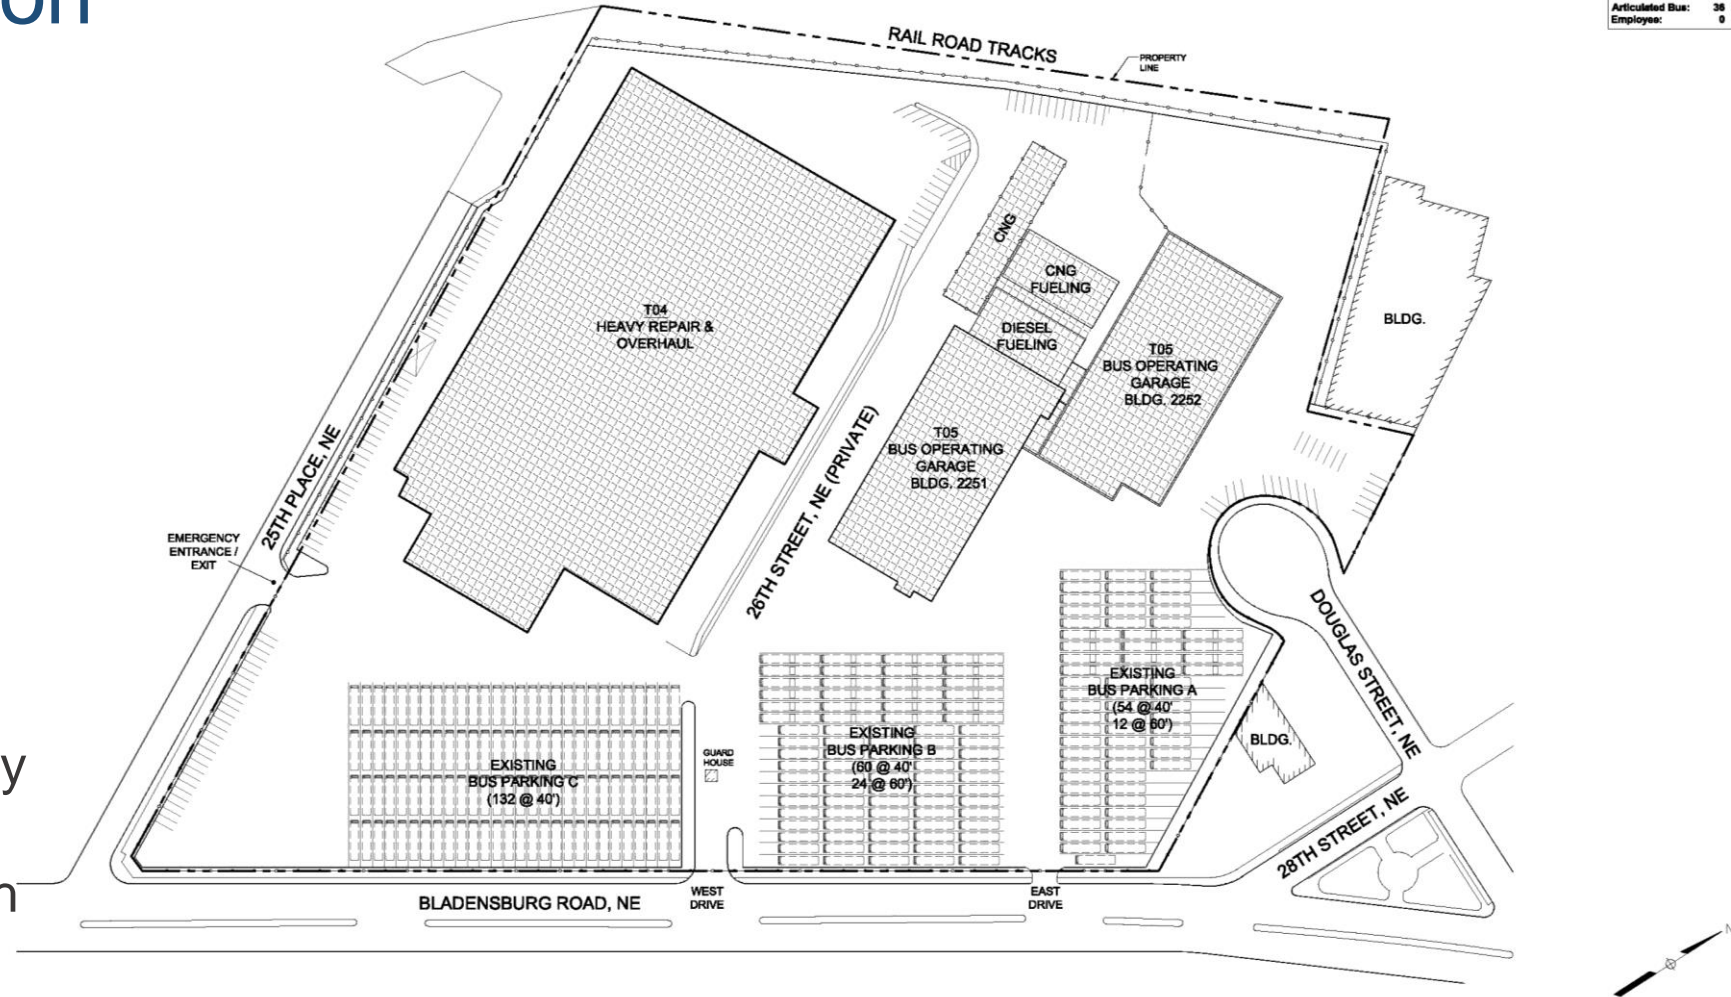 on
Articulated Bus: 36
Employee: 0
RAIL ROAD TRACKS
PROPERTY
LINE
CNG
CNG
FUELING
DIESEL
FUELING
BLDG.
T04
HEAVY REPAIR &
OVERHAUL
T05
BUS OPERATING
GARAGE
BLDG. 2252
T05
BUS OPERATING
GARAGE
BLDG. 2251
25TH PLACE, NE
26TH STREET, NE (PRIVATE)
EMERGENCY
ENTRANCE /
EXIT
DOUGLAS STREET, NE
EXISTING
BUS PARKING A
(54 @ 40'
12 @ 60')
EXISTING
BUS PARKING B
(60 @ 40'
24 @ 60')
GUARD
HOUSE
EXISTING
BUS PARKING C
(132 @ 40')
BLDG.
y
n
28TH STREET, NE
BLADENSBURG ROAD, NE
WEST
DRIVE
EAST
DRIVE
N